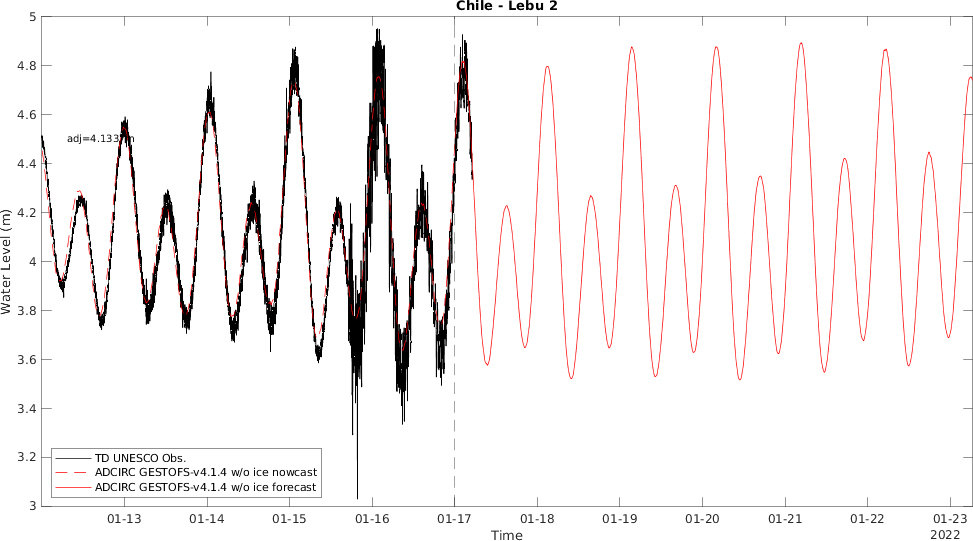 Chile - Lebu 2
5
4.8
4.6
4.4
4.2
4
3.8
3.6
3.4
3.2
3
Water Level (m)
adj=4.133
TD UNESCO Obs.
ADCIRC GESTOFS-v4.1.4 w/o ice nowcast
ADCIRC GESTOFS-v4.1.4 w/o ice forecast
01-13 01-14 01-15 01-16 01-17 01-18 01-19 01-20 01-21 01-22 01-23
Time 2022